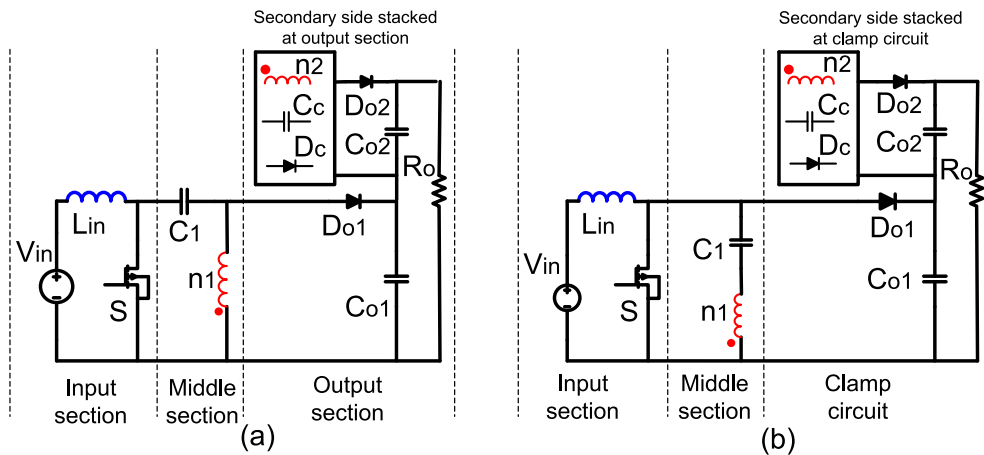 Secondary side stacked
at output section
n2
Cc
Dc
Do2
Co2
Ro
Lin
C1
Do1
Vin
+
-
S
n1
Co1
Input
section
Middle
section
Output
section
(a)
Secondary side stacked
at clamp circuit
n2
Cc
Dc
Do2
Co2
Ro
Lin
C1
Do1
Vin
+
-
S
n1
Co1
Input
section
Middle
section
Clamp
circuit
(b)